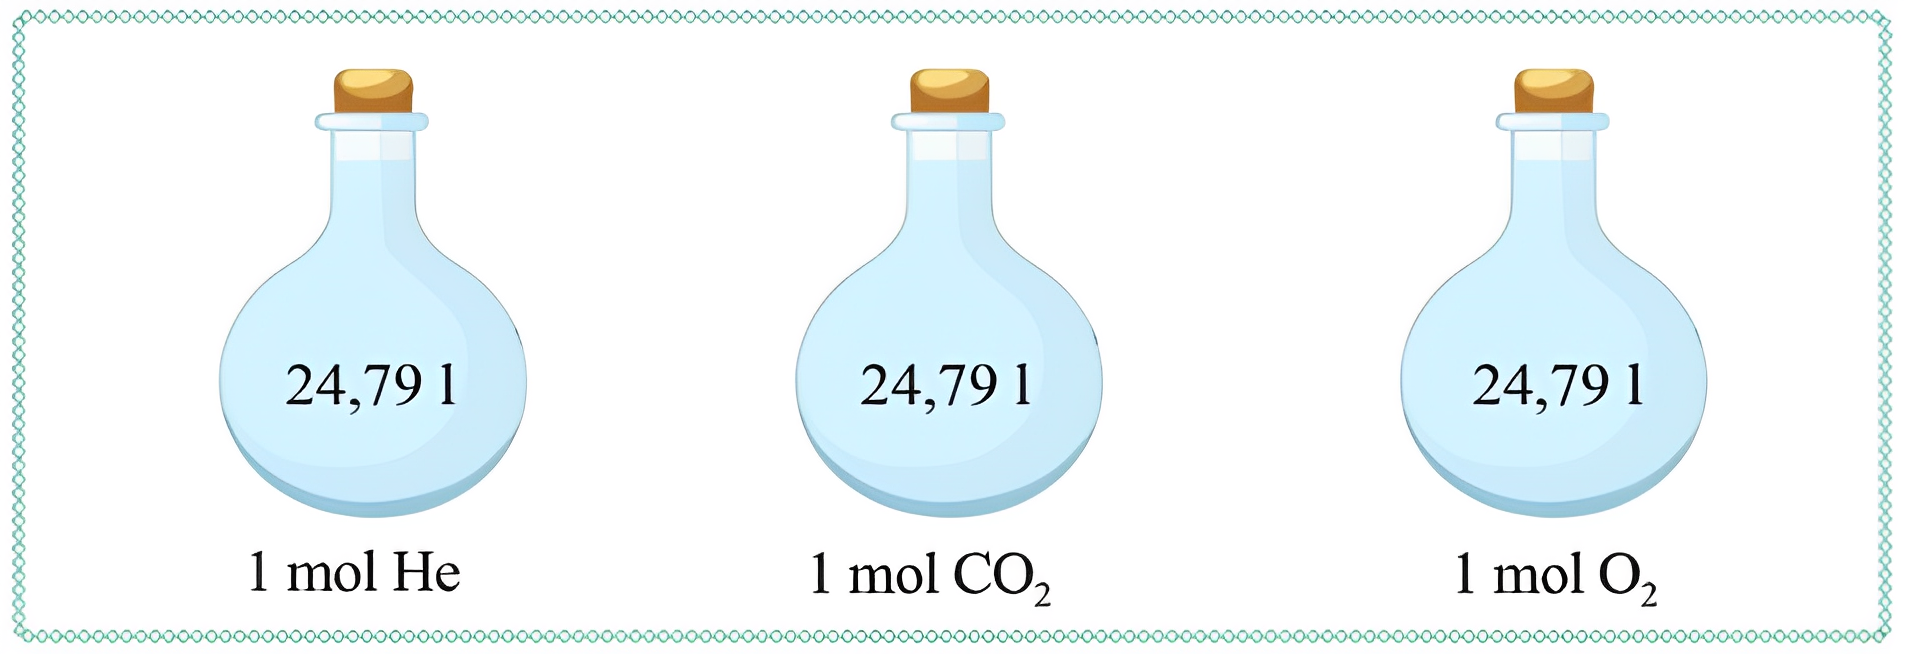 24,79 l
24,79 l
24,79 l
1 mol He
1 mol CO₂
1 mol O₂